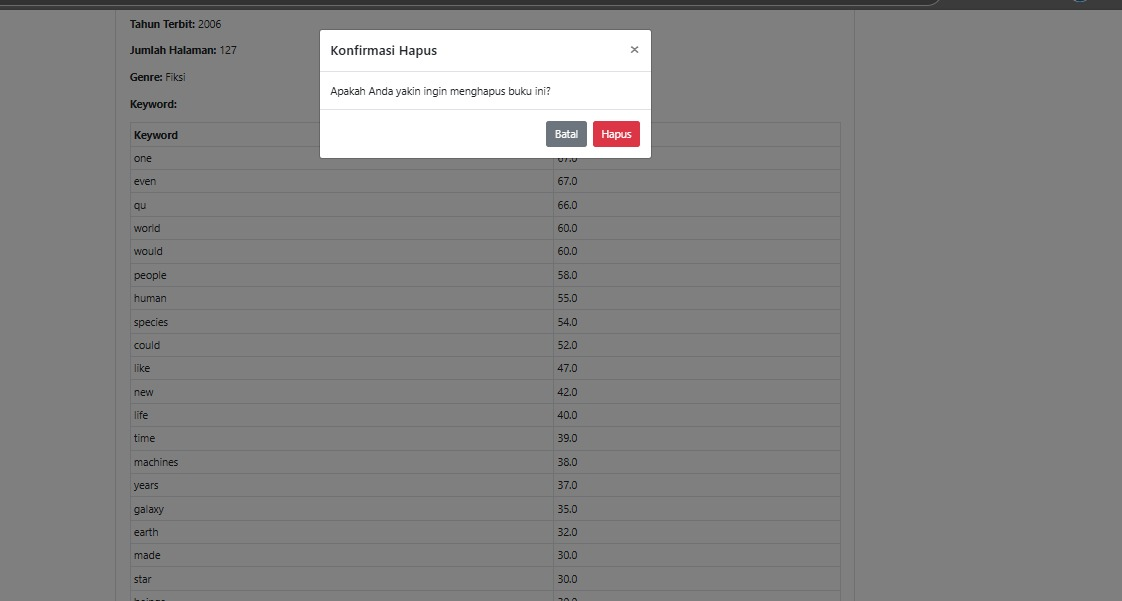 Tahun Terbit: 2006
Jumlah Halaman: 127
Genre: Fiksi
Keyword:
Konfirmasi Hapus ×
Apakah Anda yakin ingin menghapus buku ini?
Batal Hapus
Keyword
one 67.0
even 67.0
qu 66.0
world 60.0
would 60.0
people 58.0
human 55.0
species 54.0
could 52.0
like 47.0
new 42.0
life 40.0
time 39.0
machines 38.0
years 37.0
galaxy 35.0
earth 32.0
made 30.0
star 30.0